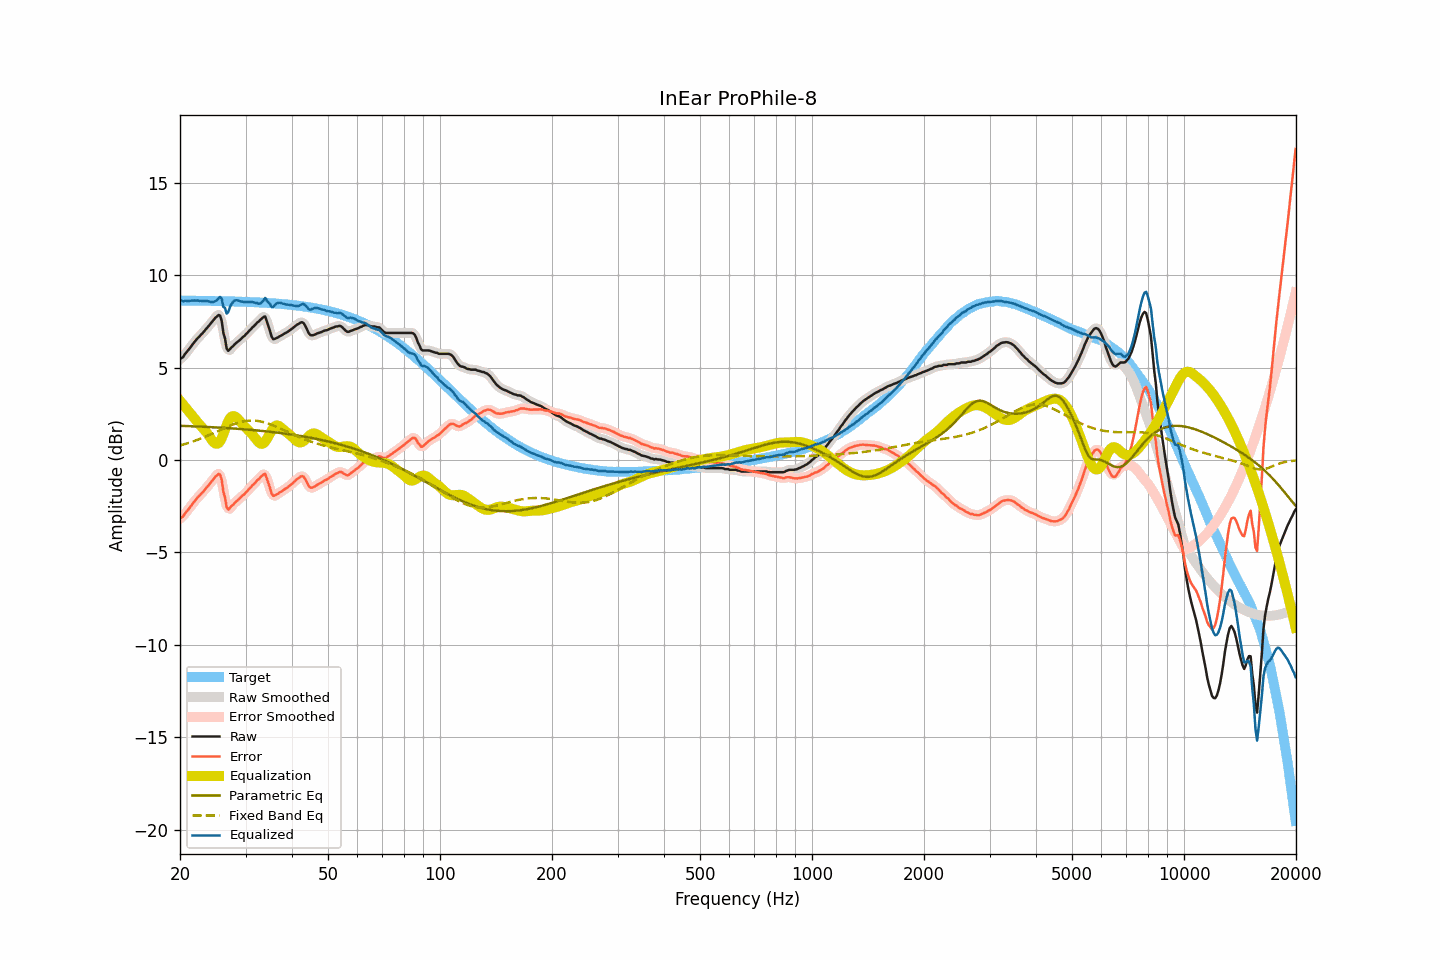 InEar ProPhile-8
Amplitude (dBr)
15
10
5
0
−5
−10
−15
−20
Target
Raw Smoothed
Error Smoothed
Raw
Error
Equalization
Parametric Eq
Fixed Band Eq
Equalized
20 50 100 200 500 1000 2000 5000 10000 20000
Frequency (Hz)